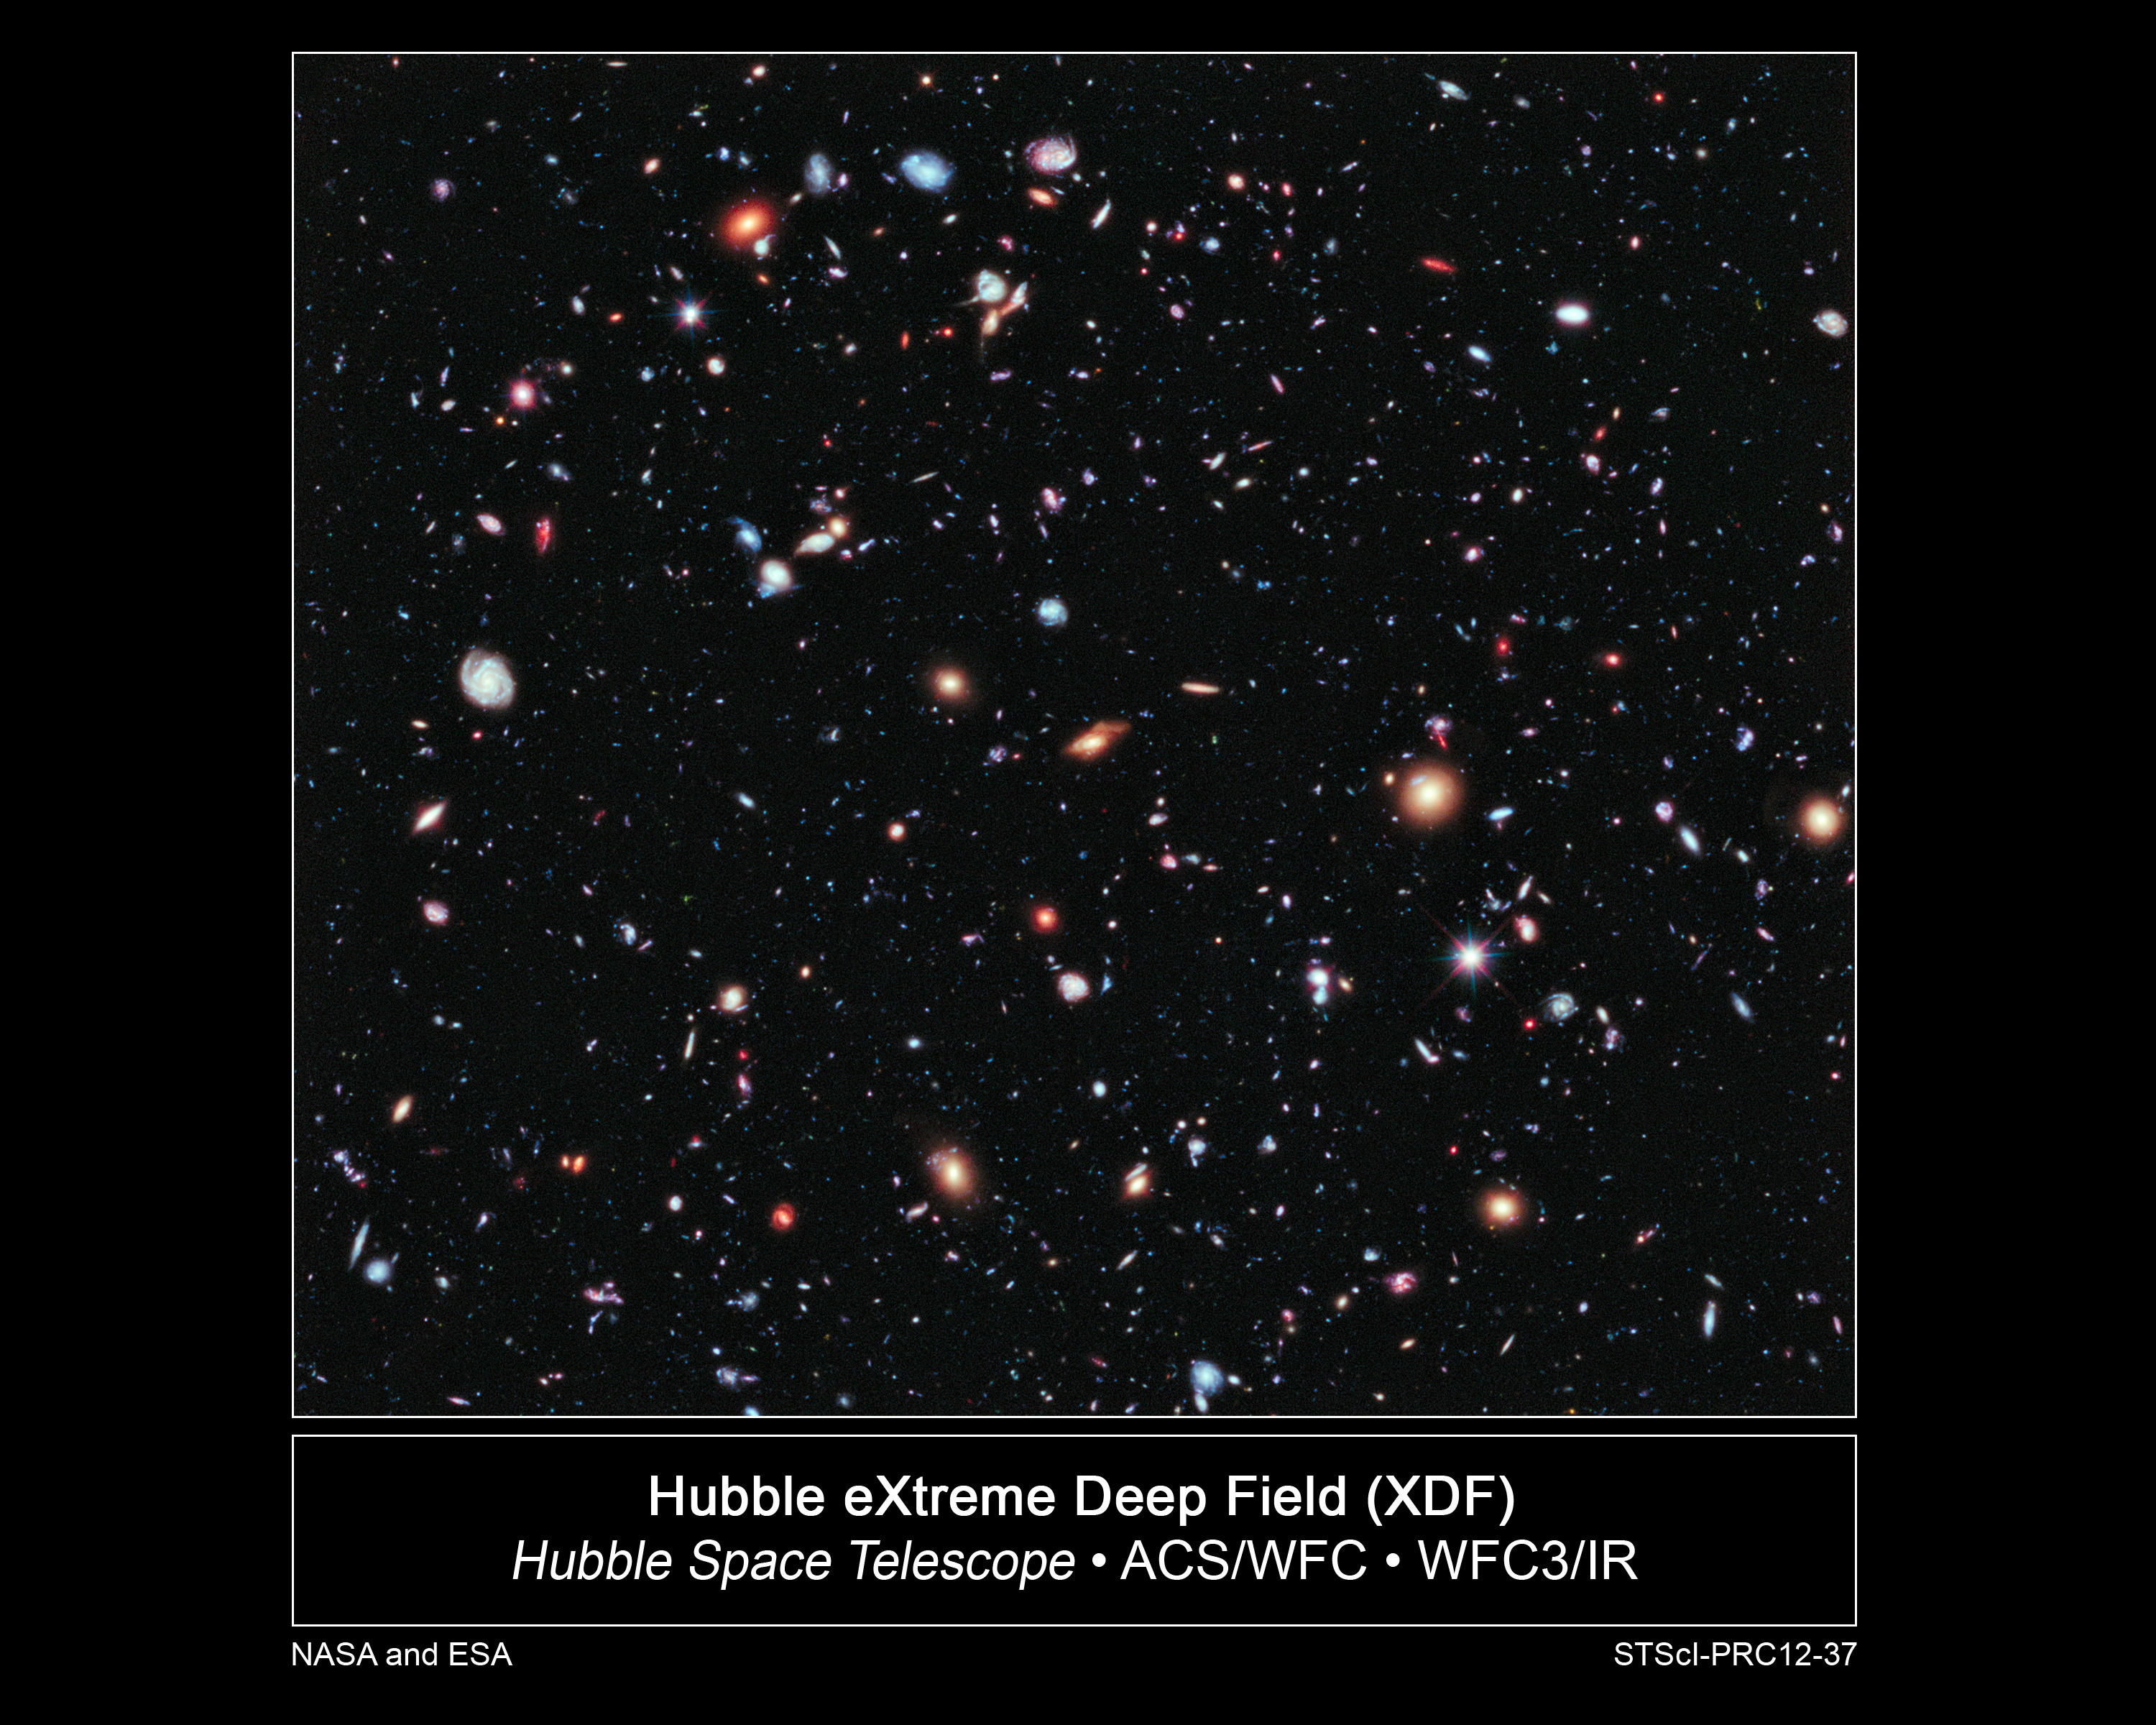 Hubble eXtreme Deep Field (XDF)
Hubble Space Telescope • ACS/WFC • WFC3/IR
NASA and ESA
STScI-PRC12-37